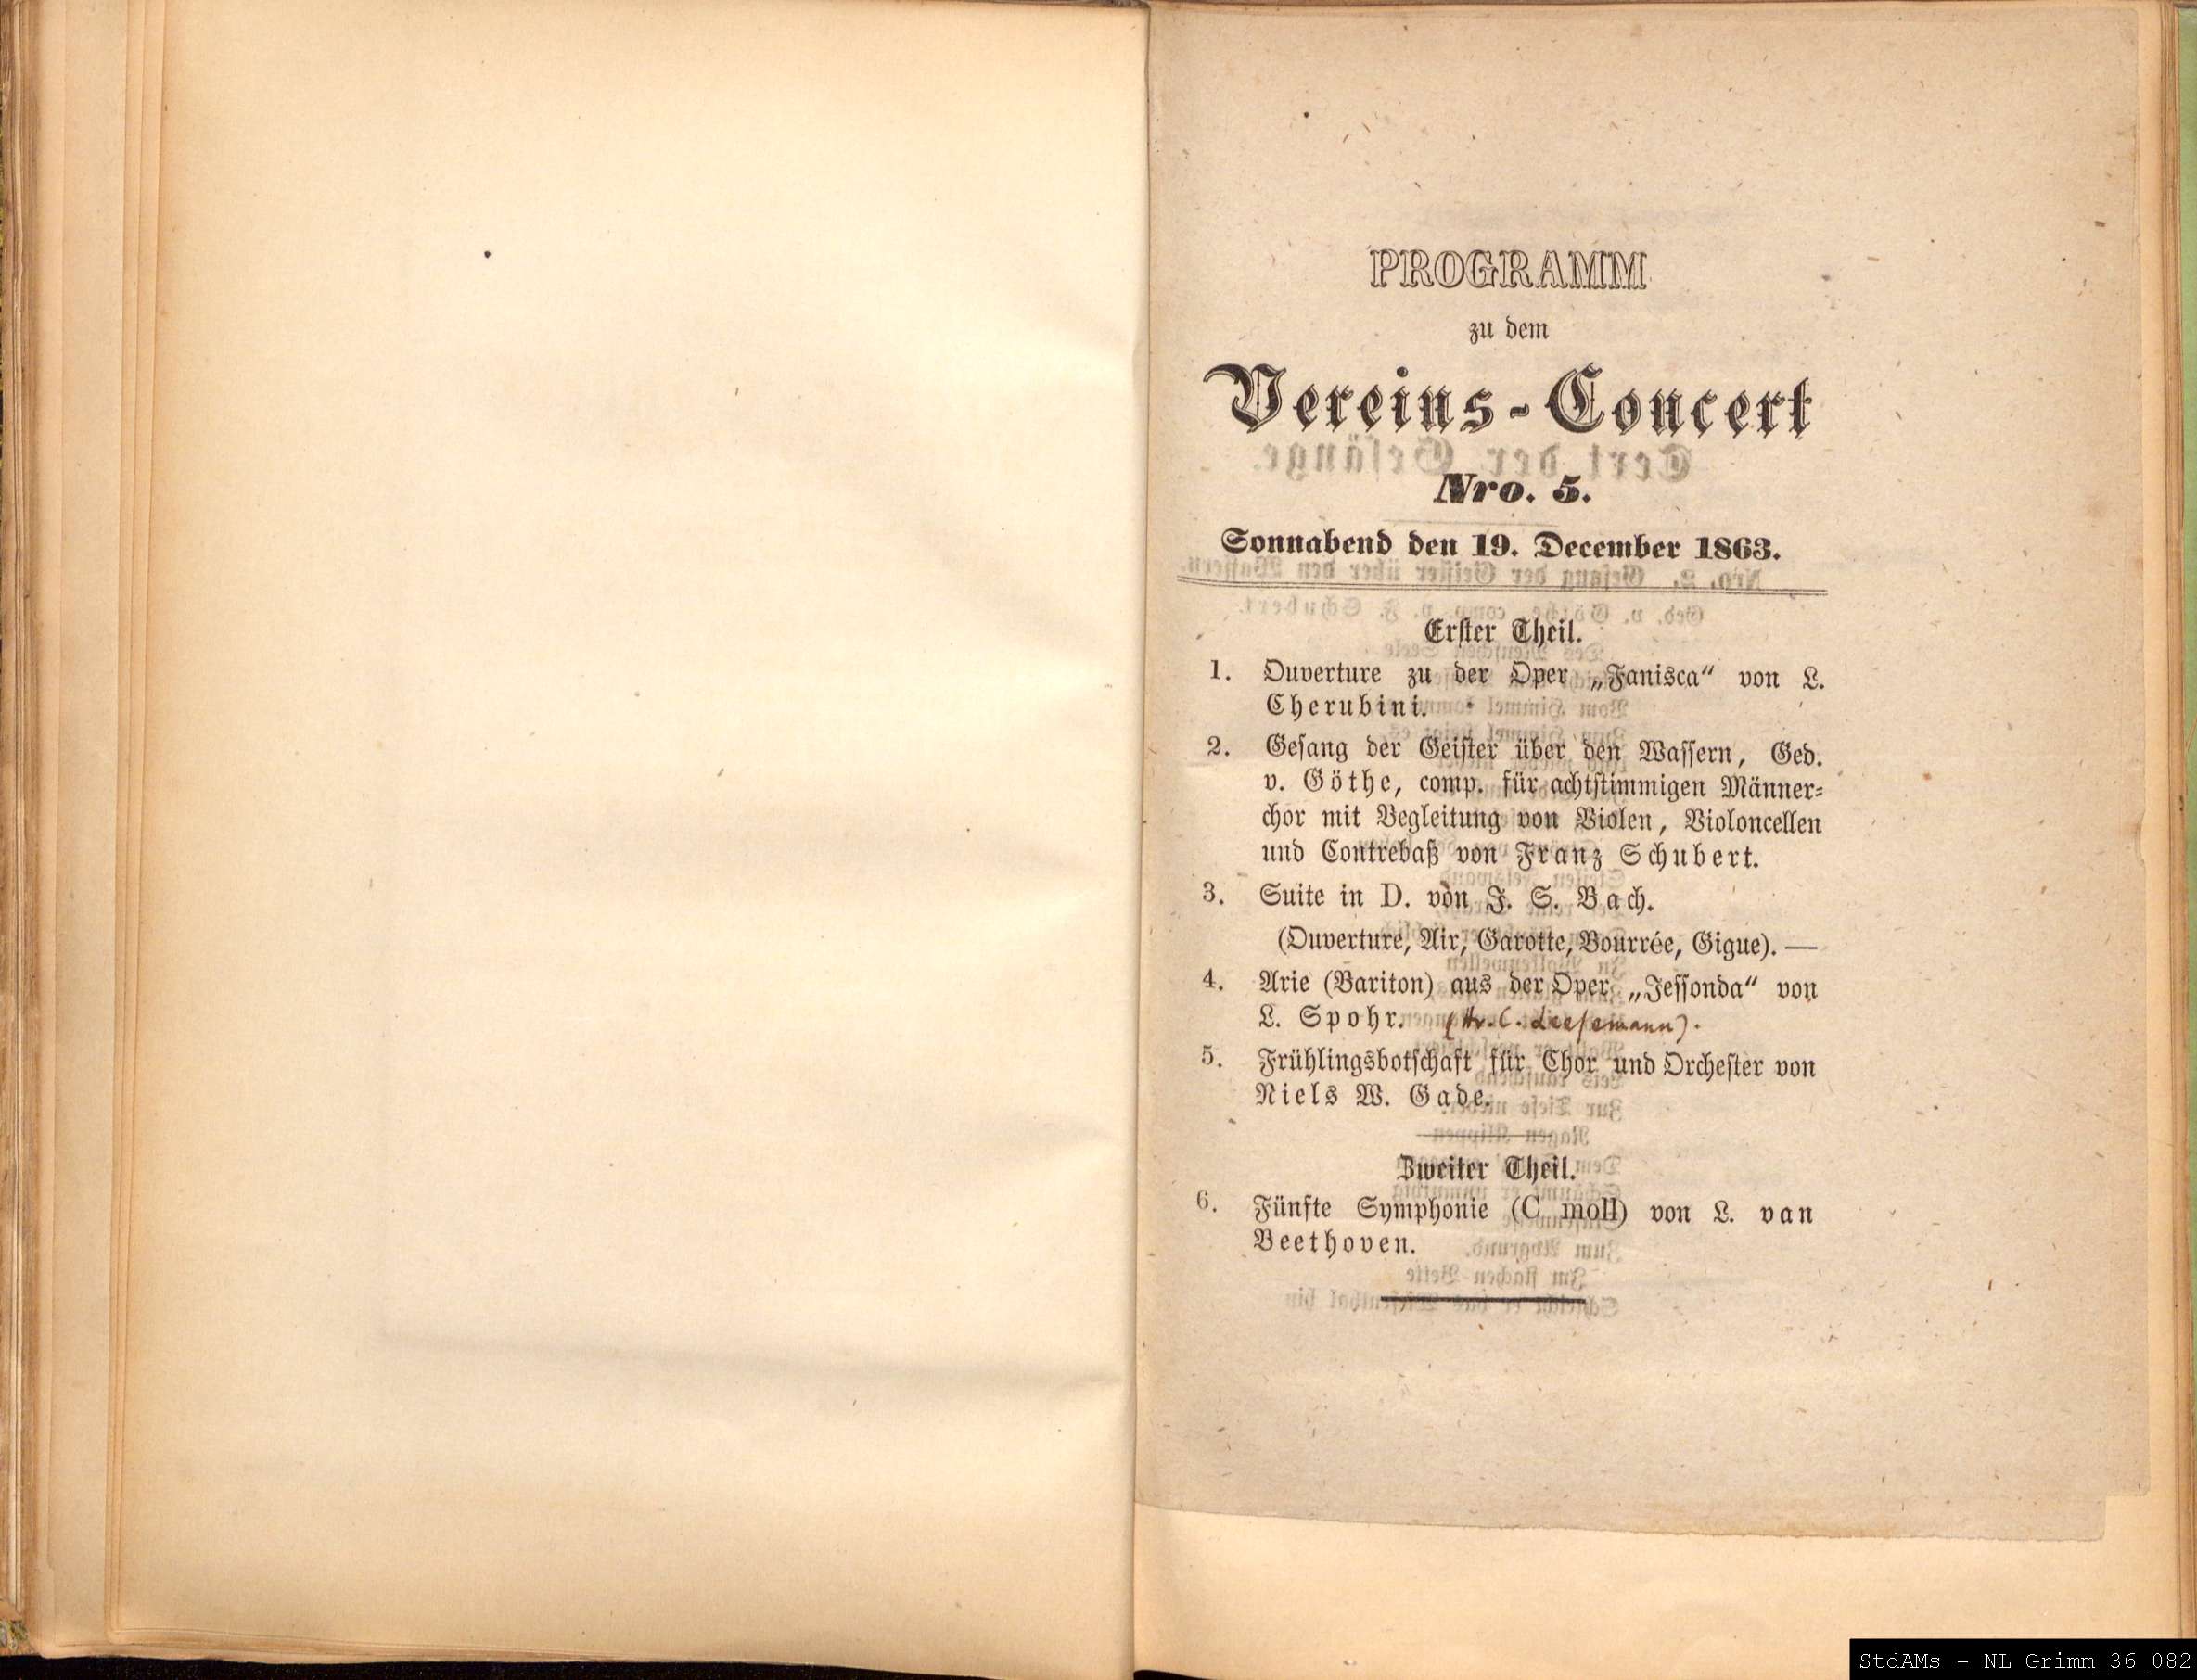 PROGRAMM
zu dem
Vereins-Concert
Nro. 5.
Sonnabend den 19. December 1863.
Erster Theil.
1. Ouverture zu der Oper „Fanisca“ von L.
Cherubini.
2. Gesang der Geister über den Wassern, Ged.
v. Göthe, comp. für achtstimmigen Männer-
chor mit Begleitung von Violen, Violoncellen
und Contrebaß von Franz Schubert.
3. Suite in D. von J. S. Bach.
(Ouverture, Air, Garotte, Bourrée, Gigue). —
4. Arie (Bariton) aus der Oper „Jessonda“ von
L. Spohr. (Hr. C. Leesemann).
5. Frühlingsbotschaft für Chor und Orchester von
Niels W. Gade.
Zweiter Theil.
6. Fünfte Symphonie (C moll) von L. van
Beethoven.
StdAMs - NL Grimm_36_082